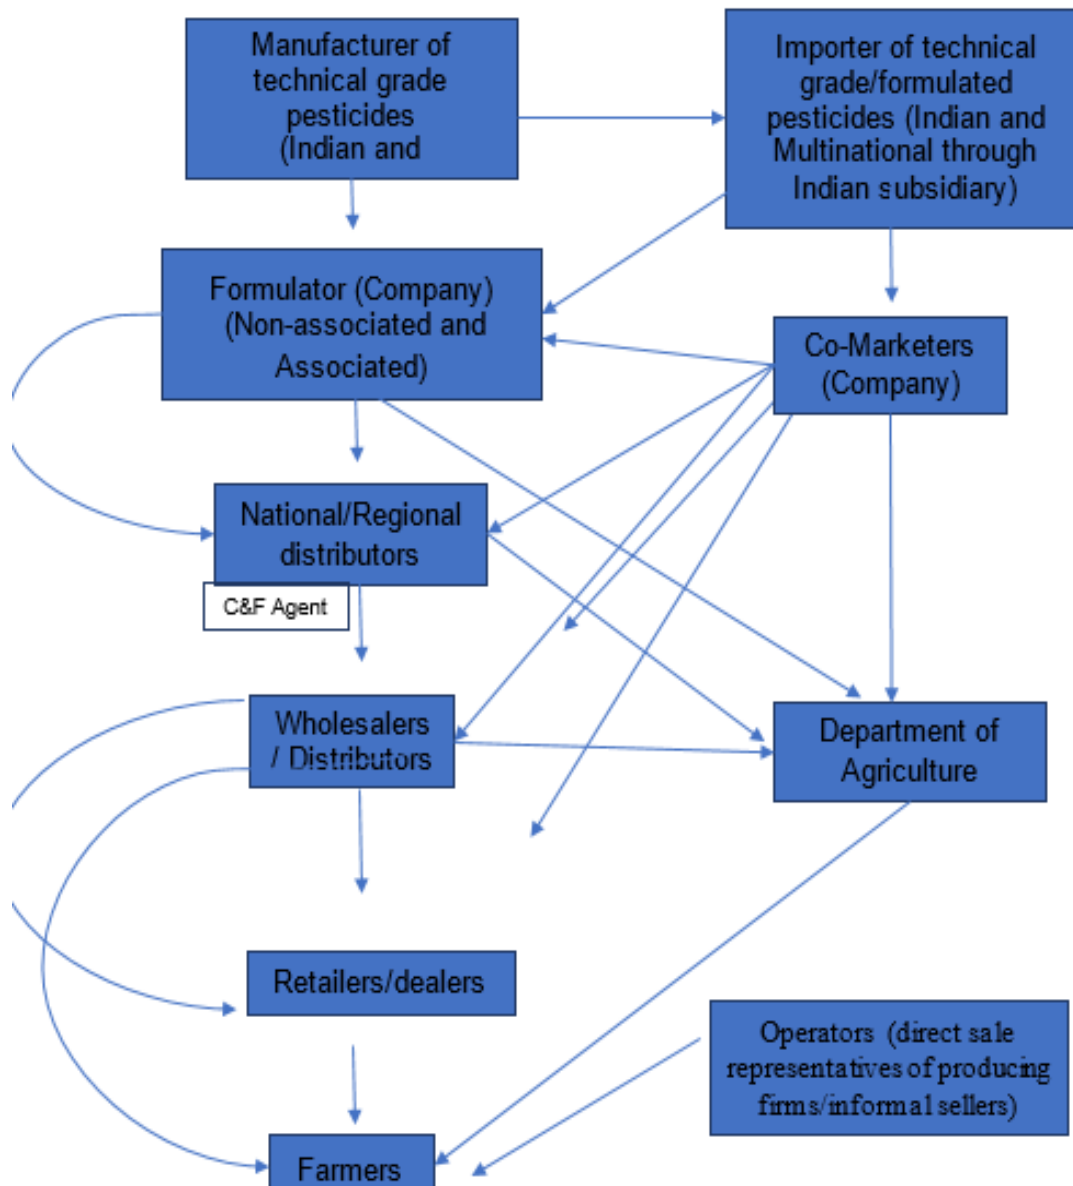 Manufacturer of
technical grade
pesticides
(Indian and
Importer of technical
grade/formulated
pesticides (Indian and
Multinational through
Indian subsidiary)
Formulator (Company)
(Non-associated and
Associated)
Co-Marketers
(Company)
National/Regional
distributors
C&F Agent
Wholesalers
/ Distributors
Department of
Agriculture
Retailers/dealers
Operators (direct sale
representatives of producing
firms/informal sellers)
Farmers